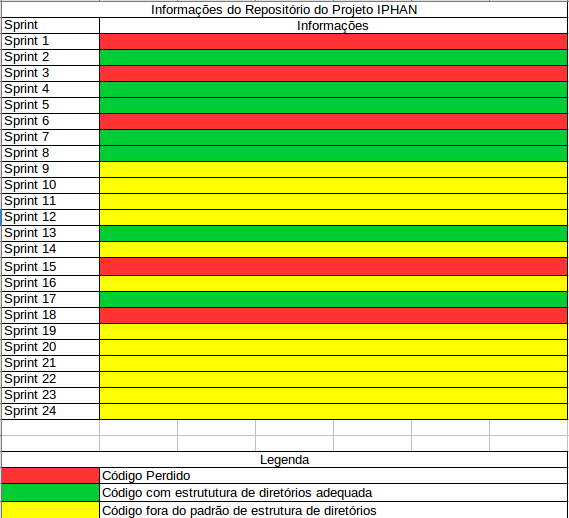 Informações do Repositório do Projeto IPHAN
Sprint Informações
Sprint 1
Sprint 2
Sprint 3
Sprint 4
Sprint 5
Sprint 6
Sprint 7
Sprint 8
Sprint 9
Sprint 10
Sprint 11
Sprint 12
Sprint 13
Sprint 14
Sprint 15
Sprint 16
Sprint 17
Sprint 18
Sprint 19
Sprint 20
Sprint 21
Sprint 22
Sprint 23
Sprint 24
Legenda
Código Perdido
Código com estrututura de diretórios adequada
Código fora do padrão de estrutura de diretórios